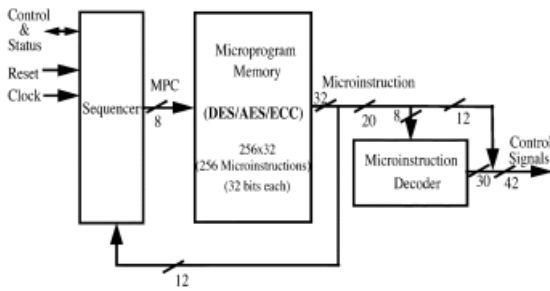 Control
&
Status
Reset
Clock
Sequencer
MPC
8
Microprogram
Memory
(DES/AES/ECC)
256x32
(256 Microinstructions)
(32 bits each)
Microinstruction
32
20
8
12
Microinstruction
Decoder
Control
Signals
30
42
12